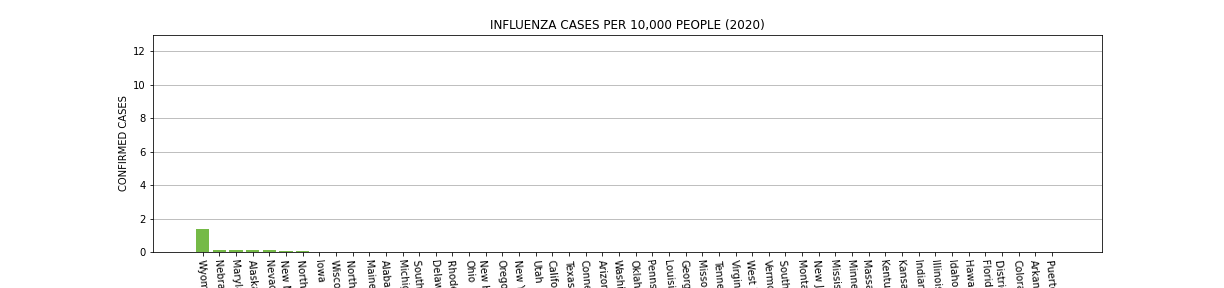 INFLUENZA CASES PER 10,000 PEOPLE (2020)
CONFIRMED CASES
12
10
8
6
4
2
0
Wyom
Nebra
Maryl
Alask
Nevad
New
North
Iowa
Wisco
North
Maine
Alaba
Michi
South
Delaw
Rhod
Ohio
New
Orego
New
Utah
Califo
Texas
Conne
Arizon
Washi
Oklah
Penns
Louisi
Georg
Misso
Tenne
Virgin
West
Vermo
South
Monta
New J
Missis
Minne
Massa
Kentu
Kansa
Indian
Illinoi
Idaho
Hawa
Florid
Distri
Colora
Arkan
Puert